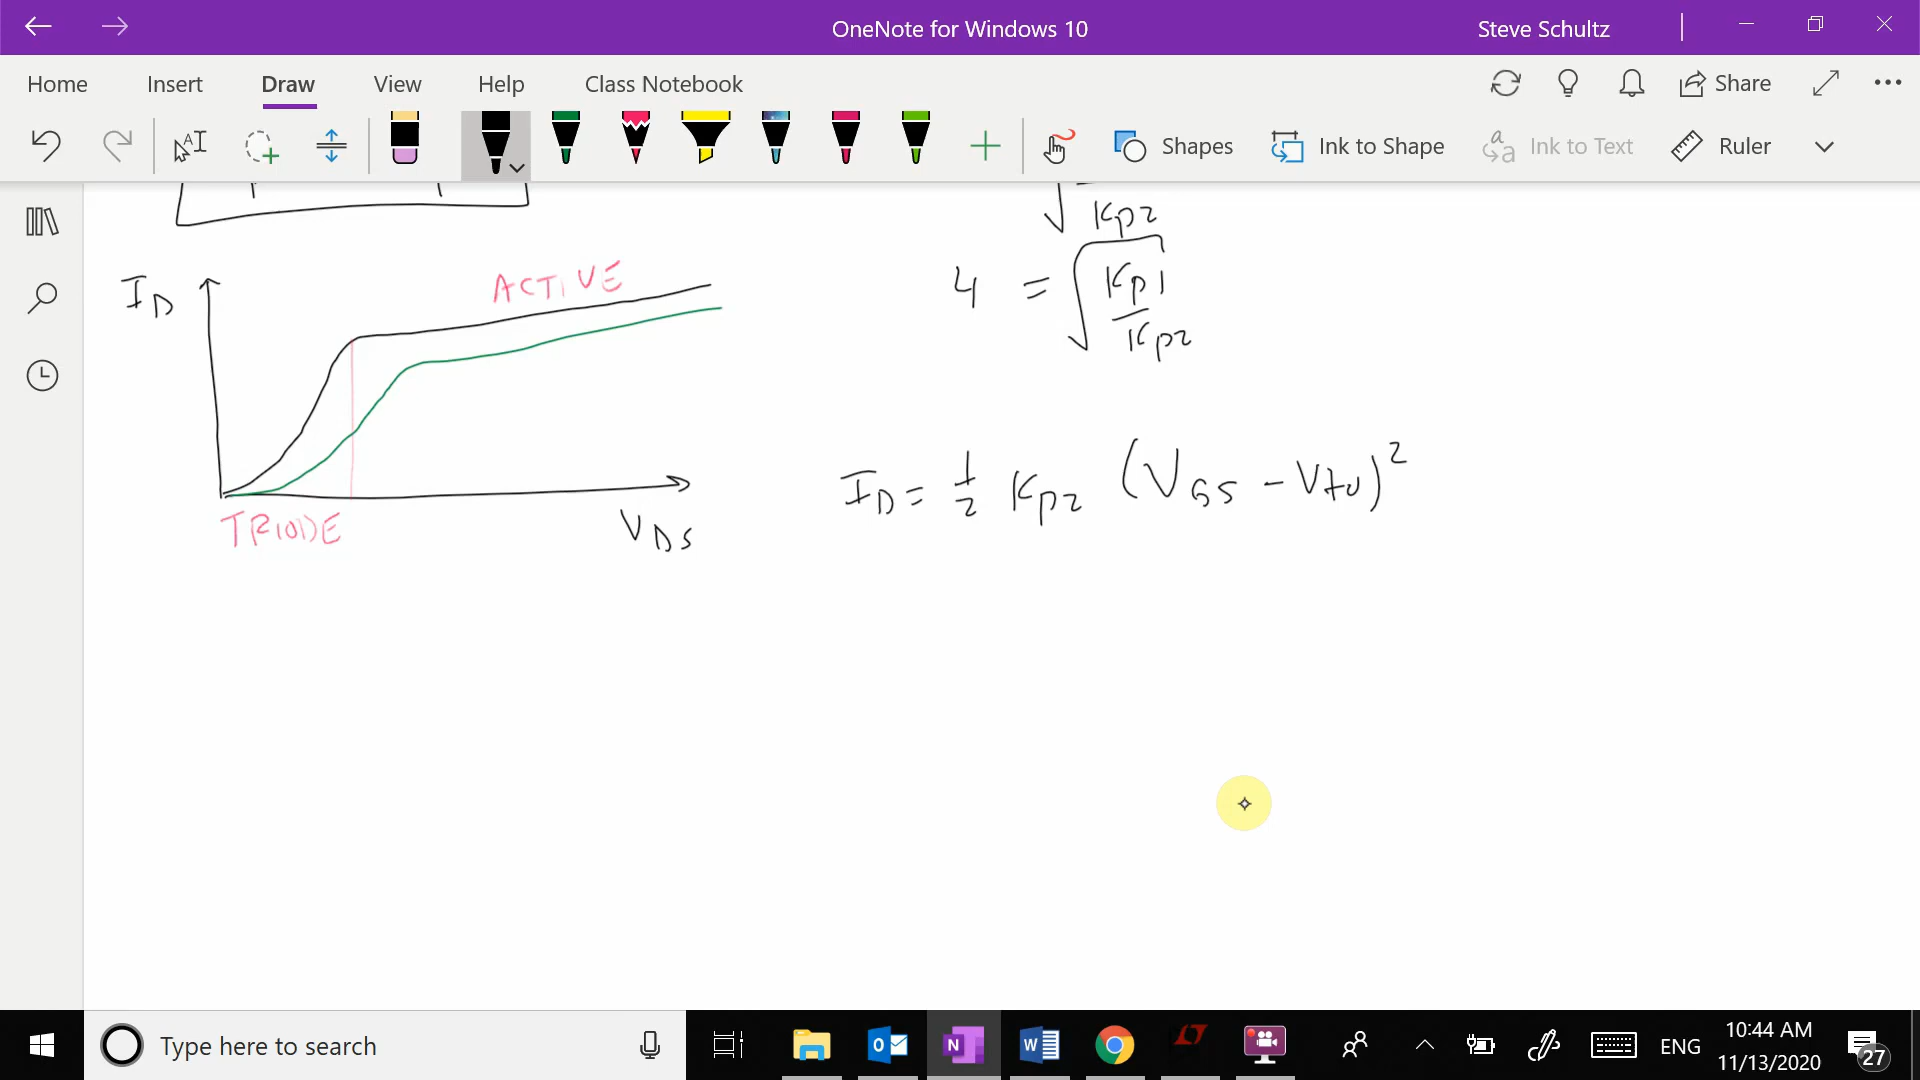 OneNote for Windows 10
Steve Schultz
Home Insert Draw View Help Class Notebook
Share
Shapes Ink to Shape Ink to Text Ruler
Kp2
4 = √Kp1/Kp2
ID
ACTIVE
TRIODE
VDS
ID = 1/2 Kp2 (VGS - Vto)²
Type here to search
ENG
10:44 AM
11/13/2020
27